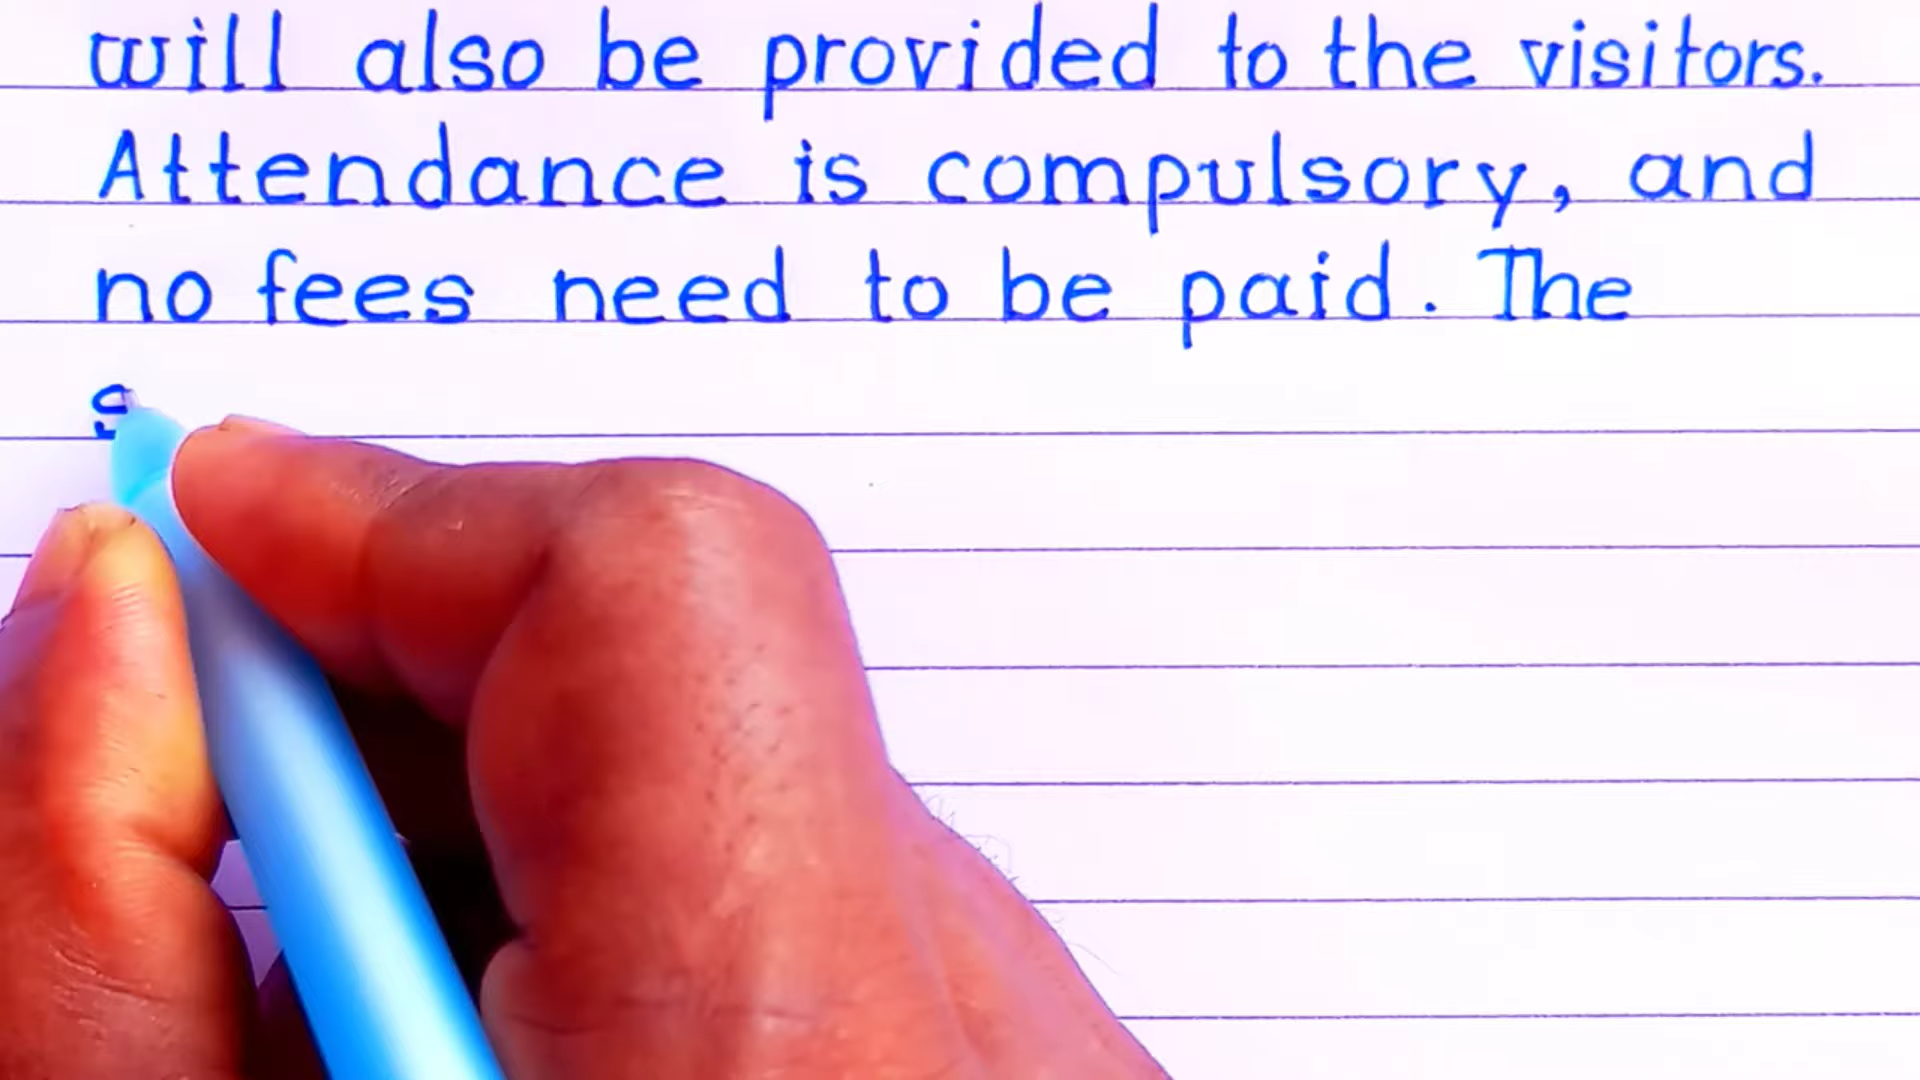 will also be provided to the visitors.
Attendance is compulsory, and
no fees need to be paid. The
s